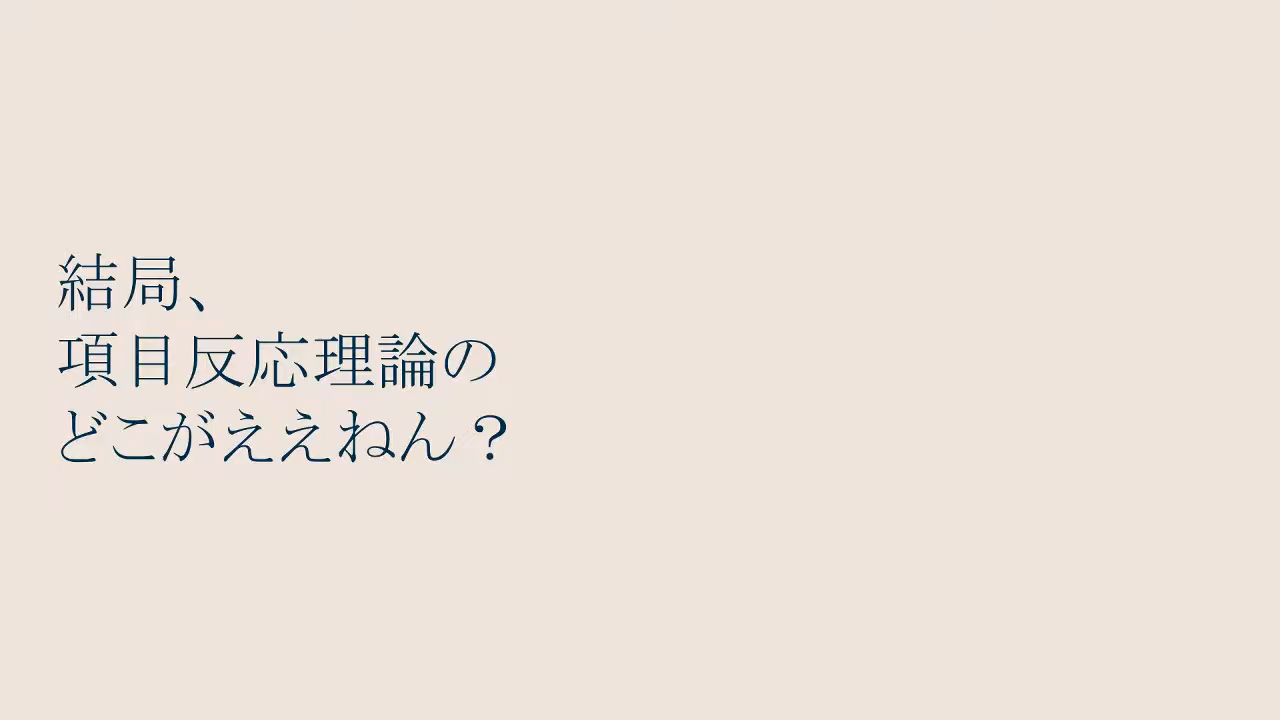 結局、
項目反応理論の
どこがええねん？